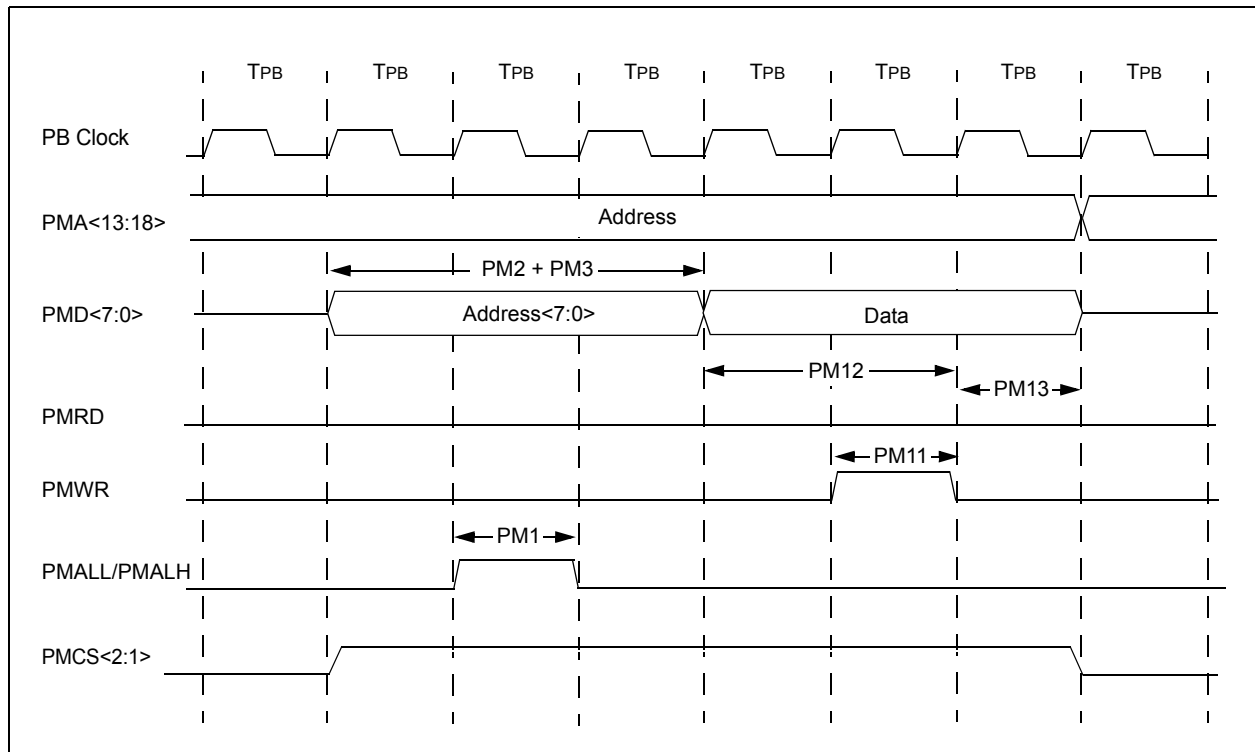 TPB TPB TPB TPB TPB TPB TPB TPB
PB Clock
PMA<13:18>
Address
PM2 + PM3
PMD<7:0>
Address<7:0>
Data
PM12
PM13
PMRD
PM11
PMWR
PM1
PMALL/PMALH
PMCS<2:1>